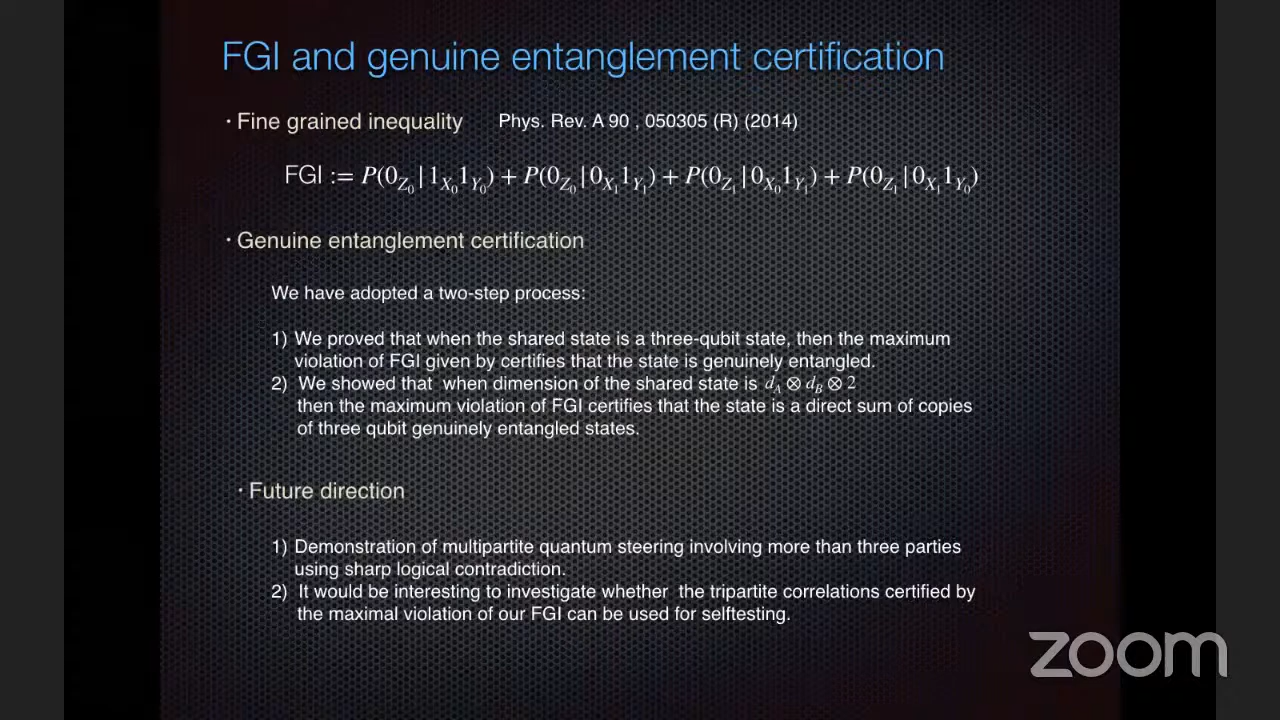 FGI and genuine entanglement certification
· Fine grained inequality Phys. Rev. A 90 , 050305 (R) (2014)
FGI := P(0_{Z_0} | 1_{X_0} 1_{Y_0}) + P(0_{Z_0} | 0_{X_1} 1_{Y_1}) + P(0_{Z_1} | 0_{X_0} 1_{Y_1}) + P(0_{Z_1} | 0_{X_1} 1_{Y_0})
· Genuine entanglement certification
We have adopted a two-step process:
1) We proved that when the shared state is a three-qubit state, then the maximum
violation of FGI given by certifies that the state is genuinely entangled.
2) We showed that when dimension of the shared state is d_A ⊗ d_B ⊗ 2
then the maximum violation of FGI certifies that the state is a direct sum of copies
of three qubit genuinely entangled states.
· Future direction
1) Demonstration of multipartite quantum steering involving more than three parties
using sharp logical contradiction.
2) It would be interesting to investigate whether the tripartite correlations certified by
the maximal violation of our FGI can be used for selftesting.
zoom